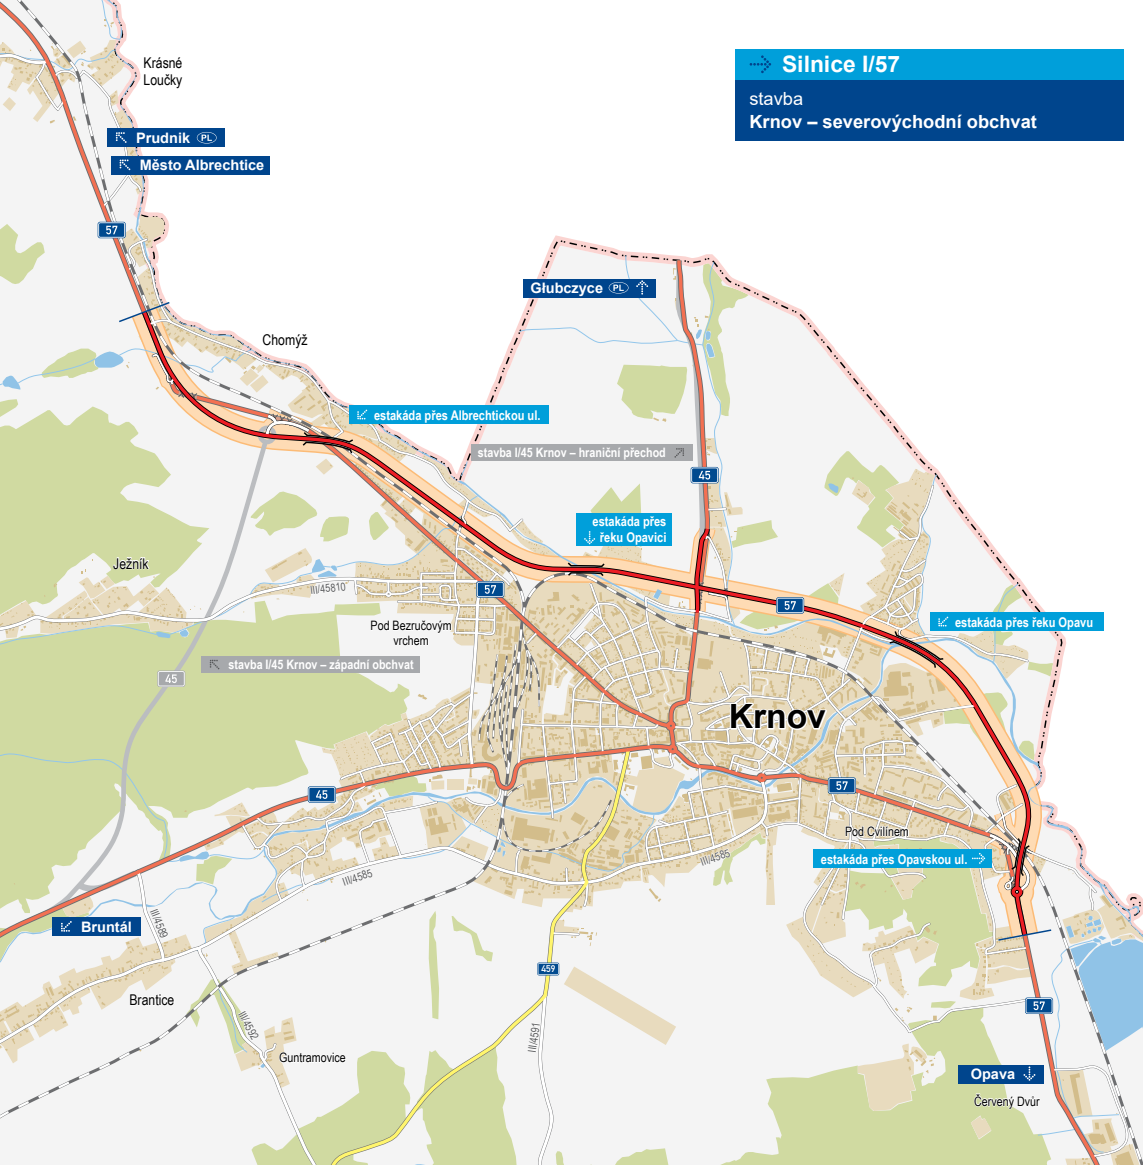 Silnice I/57
stavba
Krnov – severovýchodní obchvat
Krásné
Loučky
Prudnik PL
Město Albrechtice
57
Głubczyce PL
Chomýž
estakáda přes Albrechtickou ul.
stavba I/45 Krnov – hraniční přechod
45
estakáda přes
řeku Opavici
Ježník
III/45810
57
57
estakáda přes řeku Opavu
Pod Bezručovým
vrchem
stavba I/45 Krnov – západní obchvat
45
Krnov
45
57
Pod Cvilínem
estakáda přes Opavskou ul.
III/4585
III/4585
III/4589
Bruntál
459
Brantice
57
III/4592
III/4591
Guntramovice
Opava
Červený Dvůr